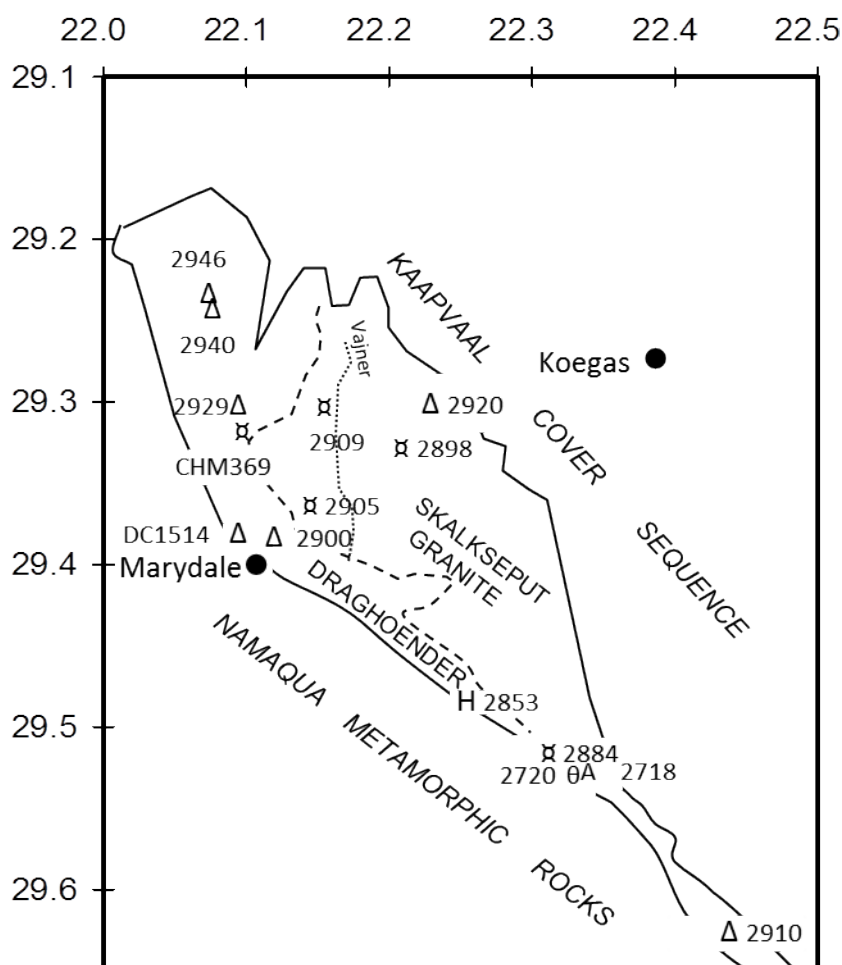 22.0 22.1 22.2 22.3 22.4 22.5
29.1
29.2
29.3
29.4
29.5
29.6
2946
2940
2929
CHM369
DC1514
Marydale
2900
2905
2909
Vajner
2898
2920
Koegas
KAAPVAAL
COVER
SEQUENCE
SKALKSEPUT
GRANITE
DRAGHOENDER
H 2853
2884
2720 θ A 2718
NAMAQUA
METAMORPHIC
ROCKS
2910